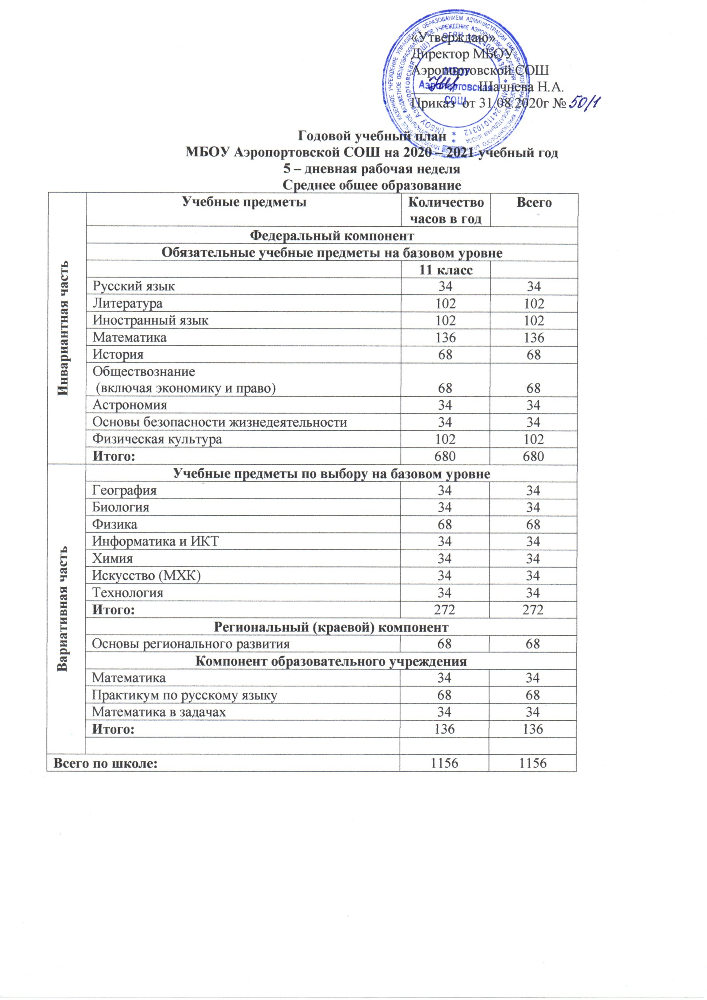 «Утверждаю»
Директор МБОУ
Аэропортовской СОШ
Шачнева Н.А.
Приказ от 31.08.2020г № 50/1
МБОУ
Аэропортовская
СОШ
Годовой учебный план
МБОУ Аэропортовской СОШ на 2020 – 2021 учебный год
5 – дневная рабочая неделя
Среднее общее образование
Инвариантная часть
Учебные предметы Количество часов в год Всего
Федеральный компонент
Обязательные учебные предметы на базовом уровне
11 класс
Русский язык 34 34
Литература 102 102
Иностранный язык 102 102
Математика 136 136
История 68 68
Обществознание
(включая экономику и право) 68 68
Астрономия 34 34
Основы безопасности жизнедеятельности 34 34
Физическая культура 102 102
Итого: 680 680
Вариативная часть
Учебные предметы по выбору на базовом уровне
География 34 34
Биология 34 34
Физика 68 68
Информатика и ИКТ 34 34
Химия 34 34
Искусство (МХК) 34 34
Технология 34 34
Итого: 272 272
Региональный (краевой) компонент
Основы регионального развития 68 68
Компонент образовательного учреждения
Математика 34 34
Практикум по русскому языку 68 68
Математика в задачах 34 34
Итого: 136 136
Всего по школе: 1156 1156